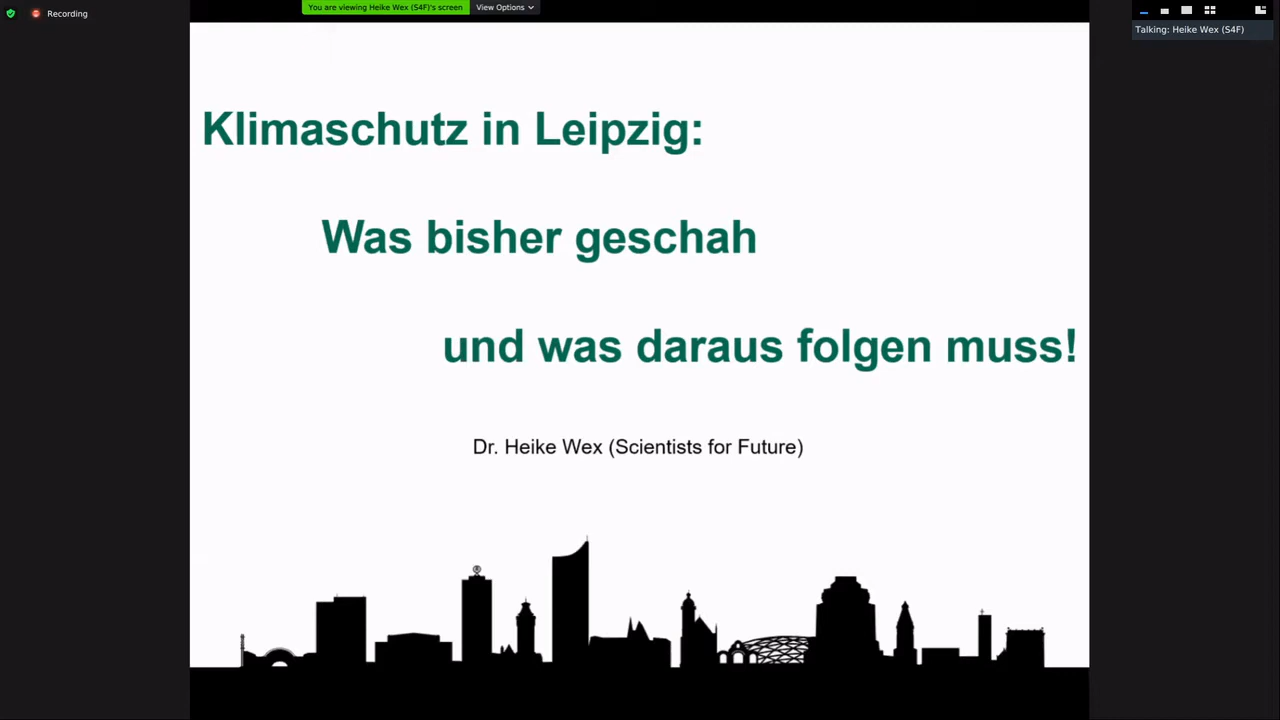 Recording
You are viewing Heike Wex (S4F)'s screen
View Options
Talking: Heike Wex (S4F)
Klimaschutz in Leipzig:
Was bisher geschah
und was daraus folgen muss!
Dr. Heike Wex (Scientists for Future)